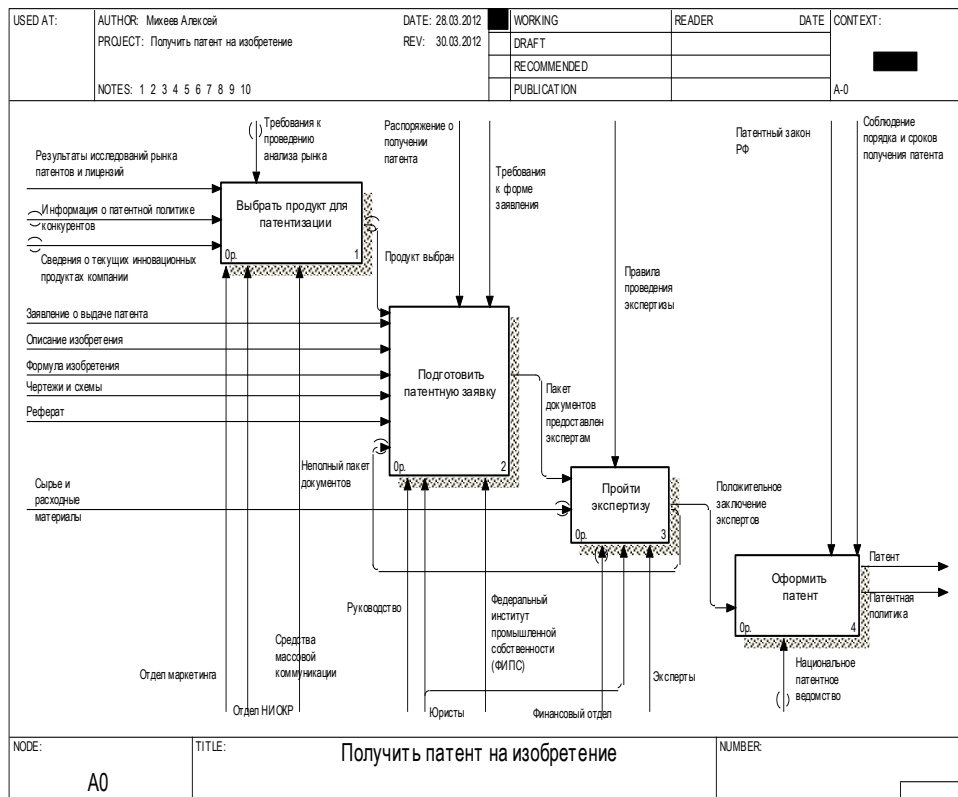 USED AT:
AUTHOR: Михеев Алексей
DATE: 28.03.2012
WORKING
READER
DATE
CONTEXT:
PROJECT: Получить патент на изобретение
REV: 30.03.2012
DRAFT
RECOMMENDED
NOTES: 1 2 3 4 5 6 7 8 9 10
PUBLICATION
A-0
Требования к
проведению
анализа рынка
Распоряжение о
получении
патента
Патентный закон
РФ
Соблюдение
порядка и сроков
получения патента
Результаты исследований рынка
патентов и лицензий
Требования
к форме
заявления
Информация о патентной политике
конкурентов
Выбрать продукт для
патентизации
0р.
1
Сведения о текущих инновационных
продуктах компании
Продукт выбран
Правила
проведения
экспертизы
Заявление о выдаче патента
Описание изобретения
Формула изобретения
Чертежи и схемы
Реферат
Подготовить
патентную заявку
0р.
2
Пакет
документов
предоставлен
экспертам
Неполный пакет
документов
Сырье и
расходные
материалы
Пройти
экспертизу
0р.
3
Положительное
заключение
экспертов
Оформить
патент
0р.
4
Патент
Патентная
политика
Руководство
Федеральный
институт
промышленной
собственности
(ФИПС)
Средства
массовой
коммуникации
Отдел маркетинга
Эксперты
Национальное
патентное
ведомство
Отдел НИОКР
Юристы
Финансовый отдел
NODE:
TITLE:
NUMBER:
Получить патент на изобретение
A0